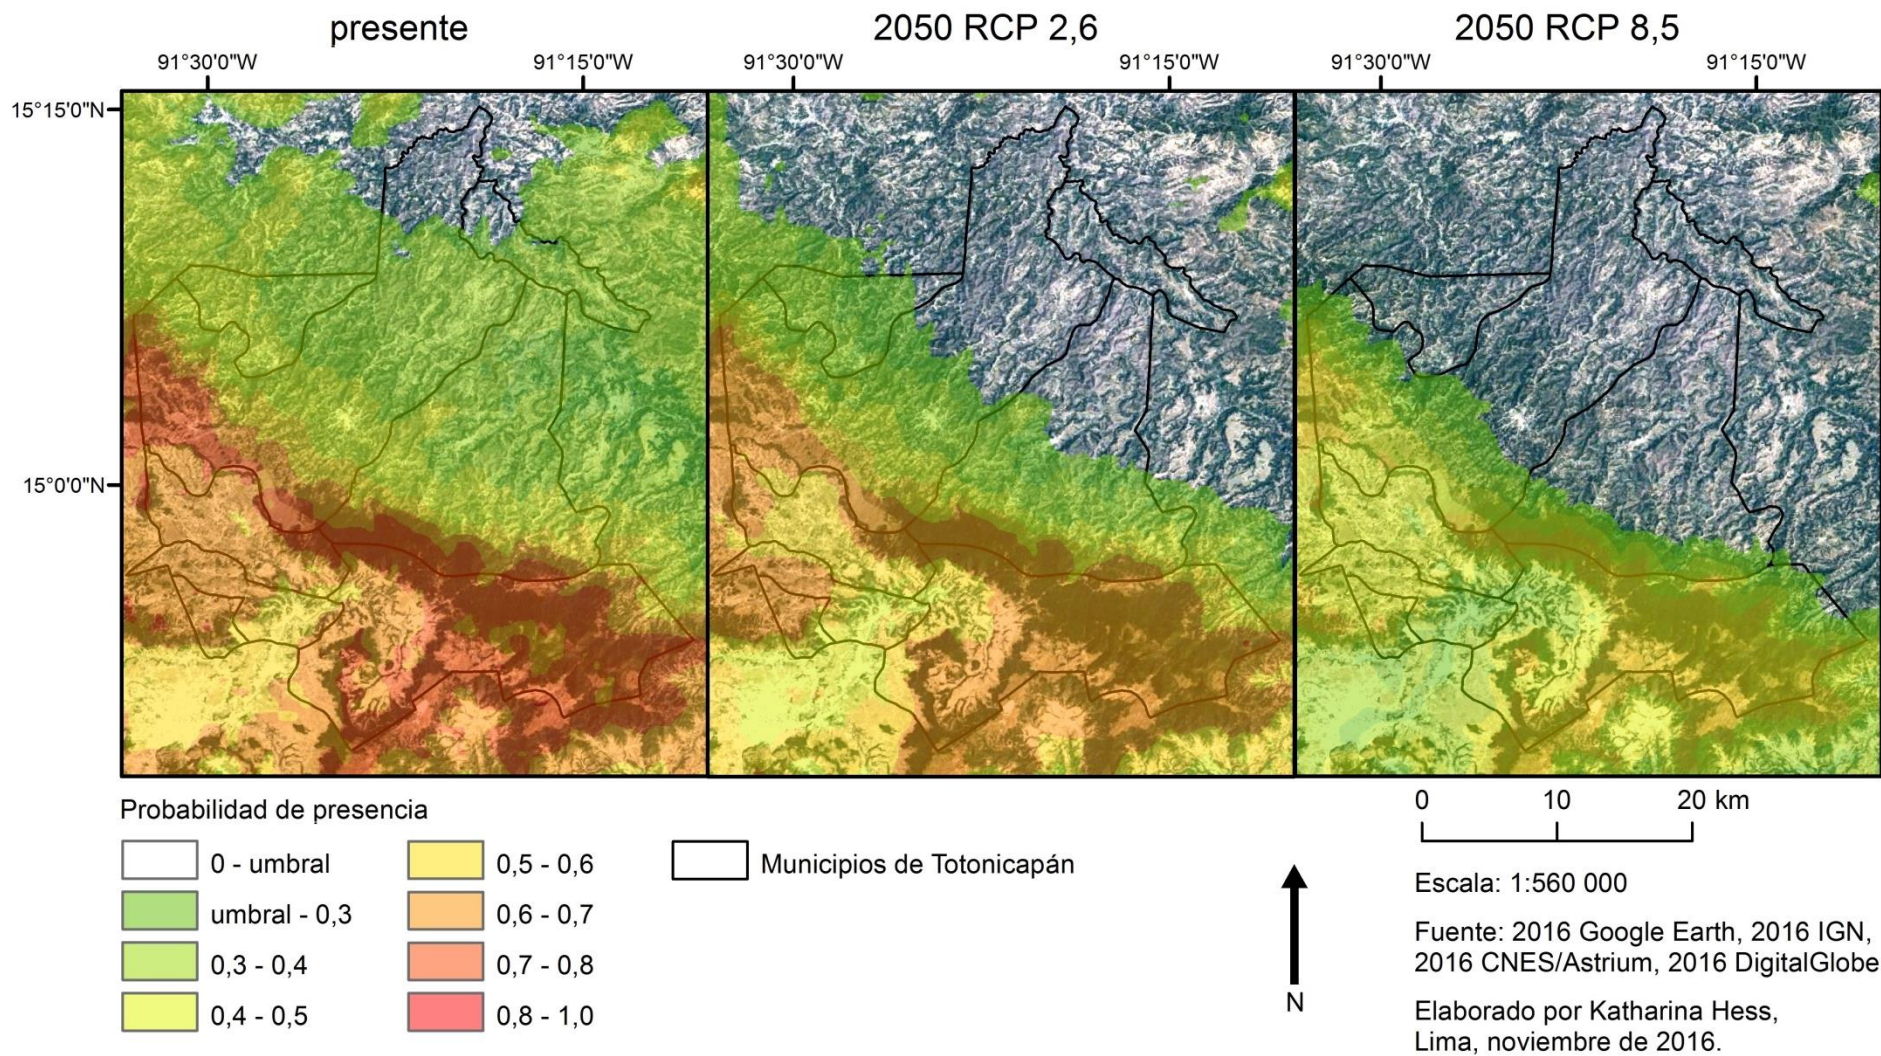 presente
2050 RCP 2,6
2050 RCP 8,5
91°30'0"W
91°15'0"W
91°30'0"W
91°15'0"W
91°30'0"W
91°15'0"W
15°15'0"N
15°0'0"N
Probabilidad de presencia
0 - umbral
umbral - 0,3
0,3 - 0,4
0,4 - 0,5
0,5 - 0,6
0,6 - 0,7
0,7 - 0,8
0,8 - 1,0
Municipios de Totonicapán
N
0 10 20 km
Escala: 1:560 000
Fuente: 2016 Google Earth, 2016 IGN,
2016 CNES/Astrium, 2016 DigitalGlobe
Elaborado por Katharina Hess,
Lima, noviembre de 2016.